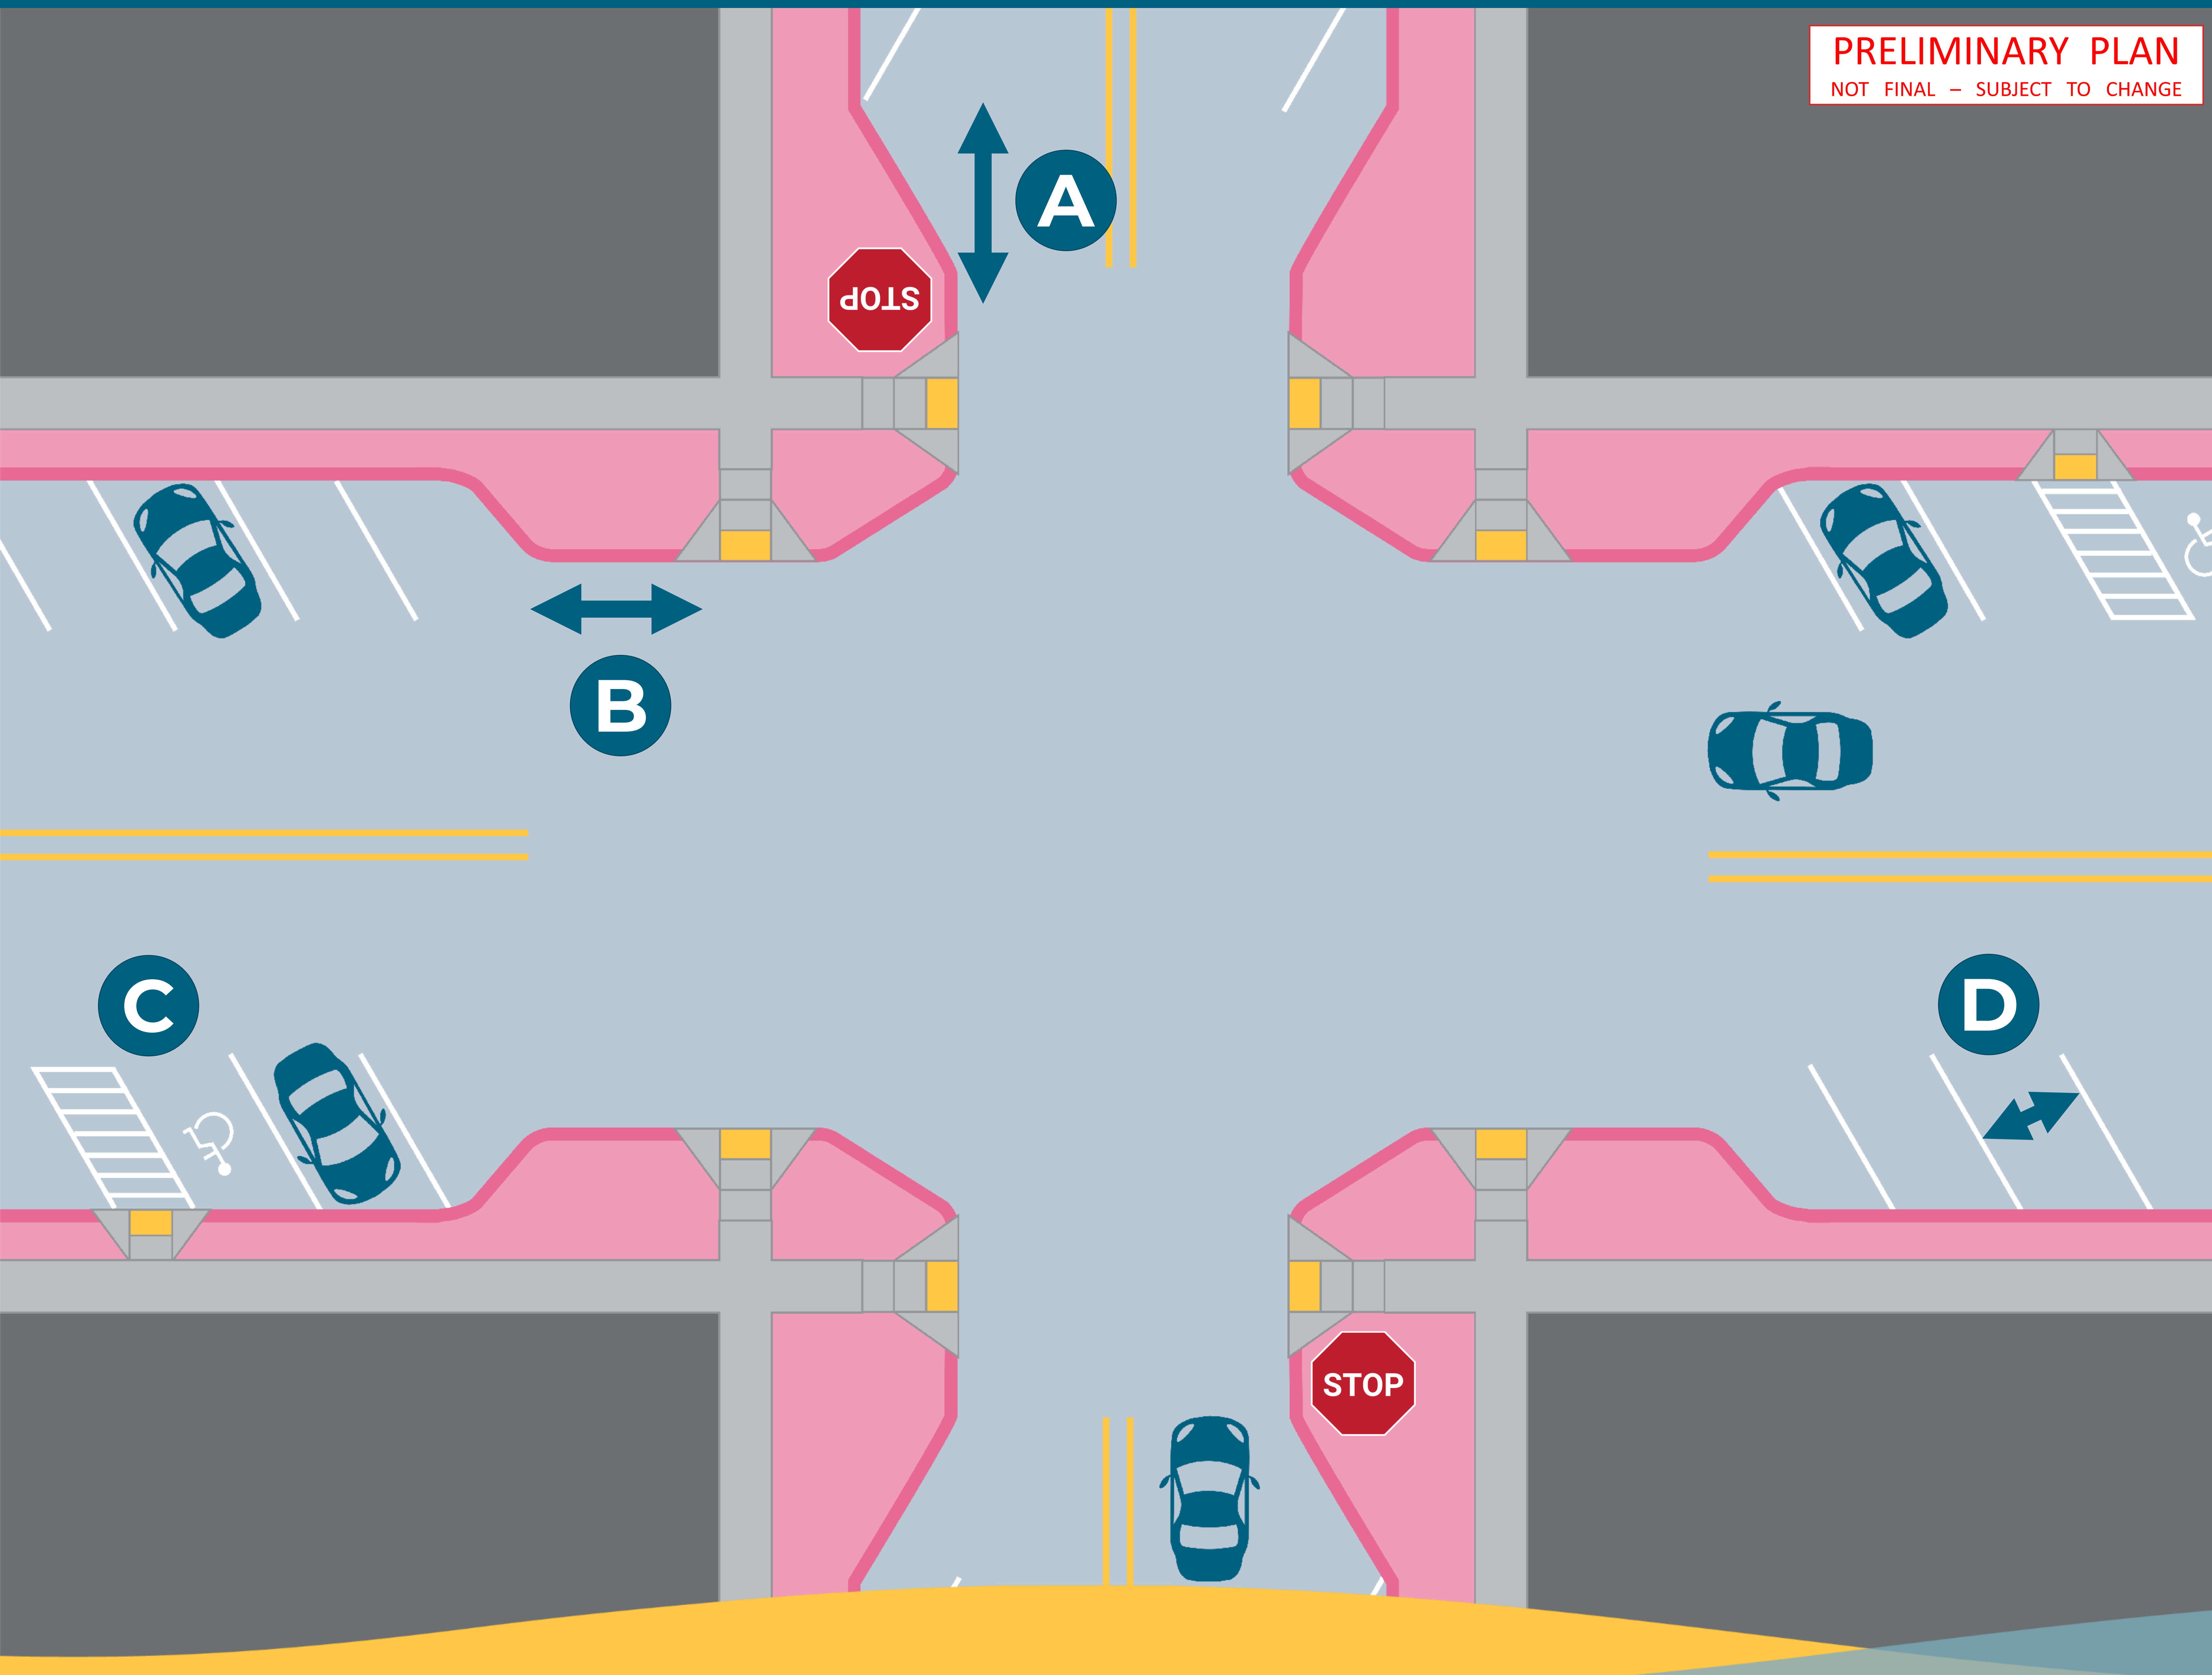 PRELIMINARY PLAN
NOT FINAL – SUBJECT TO CHANGE
A
STOP
B
C
D
STOP